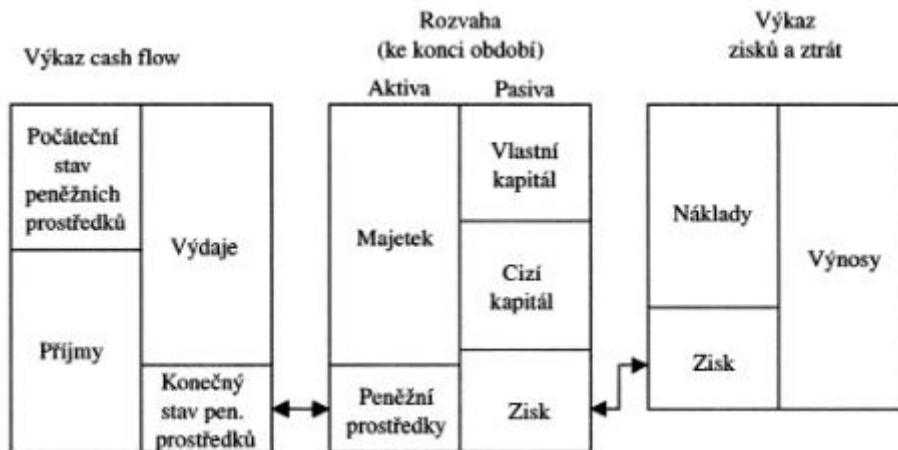 Výkaz cash flow
Počáteční
stav
peněžních
prostředků
Příjmy
Výdaje
Konečný
stav pen.
prostředků
Rozvaha
(ke konci období)
Aktiva
Pasiva
Majetek
Peněžní
prostředky
Vlastní
kapitál
Cizí
kapitál
Zisk
Výkaz
zisků a ztrát
Náklady
Zisk
Výnosy